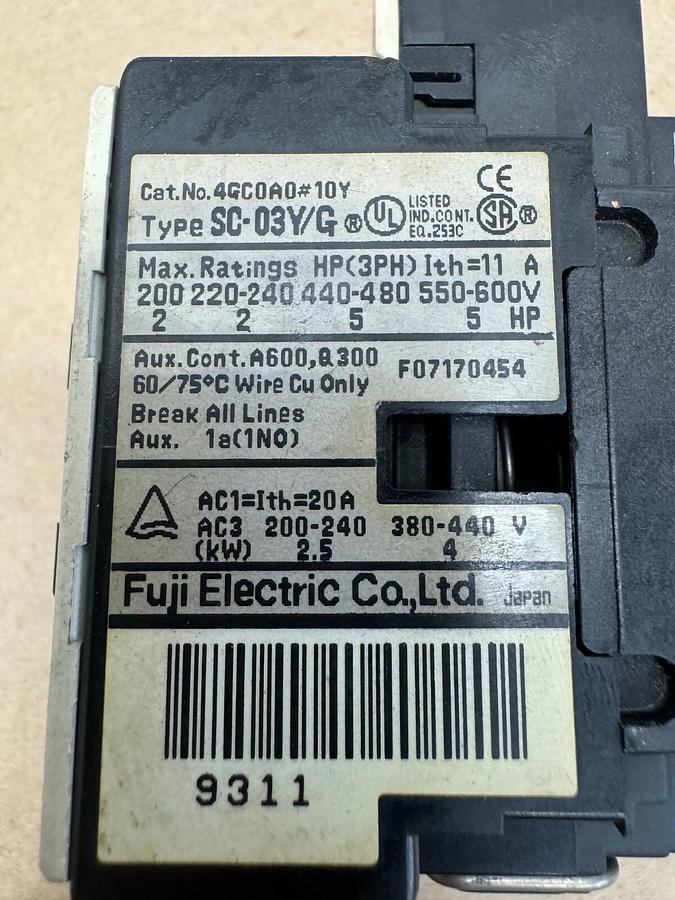 CE
Cat.No.4GC0A0#10Y
Type SC-03Y/G ® UL LISTED IND.CONT. EQ.253C SA ®
Max.Ratings HP(3PH) Ith=11 A
200 220-240 440-480 550-600V
2 2 5 5 HP
Aux.Cont.A600,Q300
60/75°C Wire Cu Only
F07170454
Break All Lines
Aux. 1a(1NO)
AC1=Ith=20A
AC3 200-240 380-440 V
(kW) 2.5 4
Fuji Electric Co.,Ltd. Japan
9311